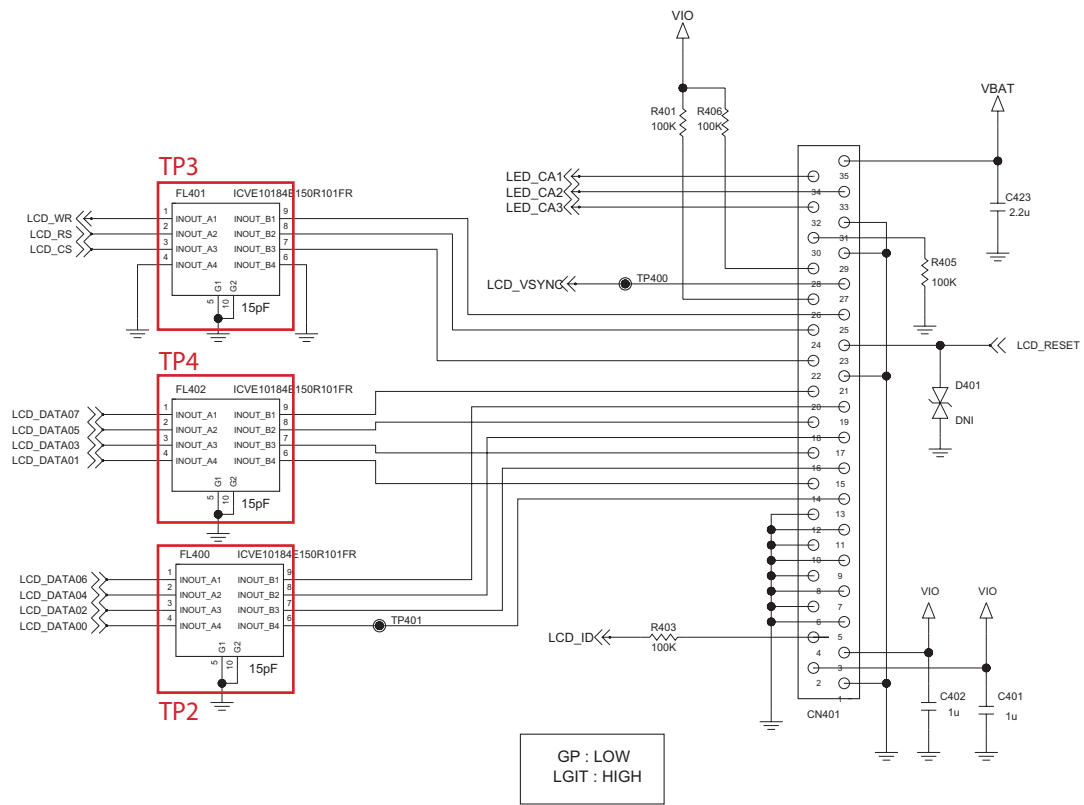 VIO
VBAT
R401
100K
R406
100K
TP3
FL401 ICVE10184E150R101FR
LCD_WR
LCD_RS
LCD_CS
1 INOUT_A1 INOUT_B1 9
2 INOUT_A2 INOUT_B2 8
3 INOUT_A3 INOUT_B3 7
4 INOUT_A4 INOUT_B4 6
G1 G2
5 10
15pF
LED_CA1
LED_CA2
LED_CA3
LCD_VSYNC
TP400
C423
2.2u
R405
100K
LCD_RESET
D401
DNI
TP4
FL402 ICVE10184E150R101FR
LCD_DATA07
LCD_DATA05
LCD_DATA03
LCD_DATA01
1 INOUT_A1 INOUT_B1 9
2 INOUT_A2 INOUT_B2 8
3 INOUT_A3 INOUT_B3 7
4 INOUT_A4 INOUT_B4 6
G1 G2
5 10
15pF
FL400 ICVE10184E150R101FR
LCD_DATA06
LCD_DATA04
LCD_DATA02
LCD_DATA00
1 INOUT_A1 INOUT_B1 9
2 INOUT_A2 INOUT_B2 8
3 INOUT_A3 INOUT_B3 7
4 INOUT_A4 INOUT_B4 6
G1 G2
5 10
15pF
TP2
TP401
LCD_ID
R403
100K
35
34
33
32
31
30
29
28
27
26
25
24
23
22
21
20
19
18
17
16
15
14
13
12
11
10
9
8
7
6
5
4
3
2
1
CN401
VIO
VIO
C402
1u
C401
1u
GP : LOW
LGIT : HIGH